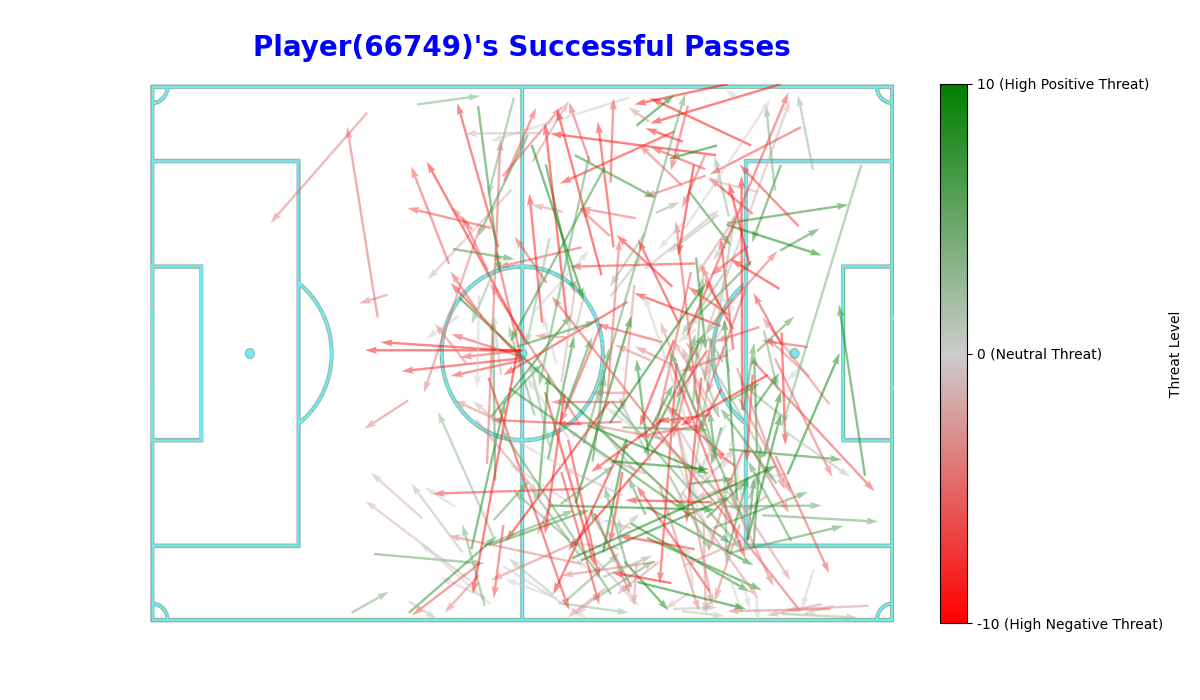 Player(66749)'s Successful Passes
10 (High Positive Threat)
0 (Neutral Threat)
-10 (High Negative Threat)
Threat Level